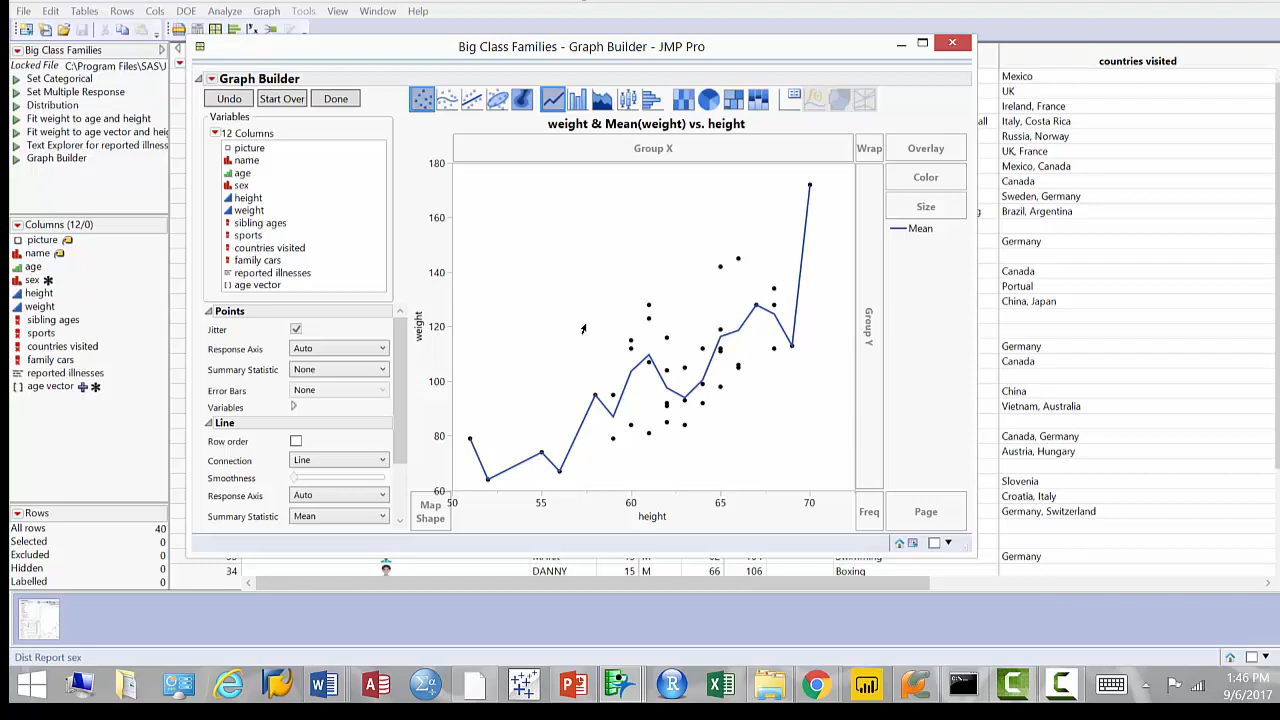 File Edit Tables Rows Cols DOE Analyze Graph Tools View Window Help
Big Class Families
Locked File C:\Program Files\SAS\J
Set Categorical
Set Multiple Response
Distribution
Fit weight to age and height
Fit weight to age vector and hei
Text Explorer for reported illness
Graph Builder
Columns (12/0)
picture
name
age
sex
height
weight
sibling ages
sports
countries visited
family cars
reported illnesses
age vector
Rows
All rows 40
Selected 0
Excluded 0
Hidden 0
Labelled 0
Big Class Families - Graph Builder - JMP Pro
Graph Builder
Undo Start Over Done
Variables
12 Columns
picture
name
age
sex
height
weight
sibling ages
sports
countries visited
family cars
reported illnesses
age vector
Points
Jitter
Response Axis Auto
Summary Statistic None
Error Bars None
Variables
Line
Row order
Connection Line
Smoothness
Response Axis Auto
Summary Statistic Mean
weight & Mean(weight) vs. height
Group X
Wrap
Overlay
Color
Size
Mean
180
160
140
120
100
80
60
weight
50 55 60 65 70
height
Group Y
Map Shape
Freq
Page
countries visited
Mexico
UK
Ireland, France
all Italy, Costa Rica
Russia, Norway
UK, France
Mexico, Canada
Canada
Sweden, Germany
g Brazil, Argentina
Germany
Canada
Portual
China, Japan
Germany
Canada
China
Vietnam, Australia
Canada, Germany
Austria, Hungary
Slovenia
Croatia, Italy
Germany, Switzerland
Germany
34 DANNY 15 M 66 106 Boxing
Dist Report sex
1:46 PM
9/6/2017